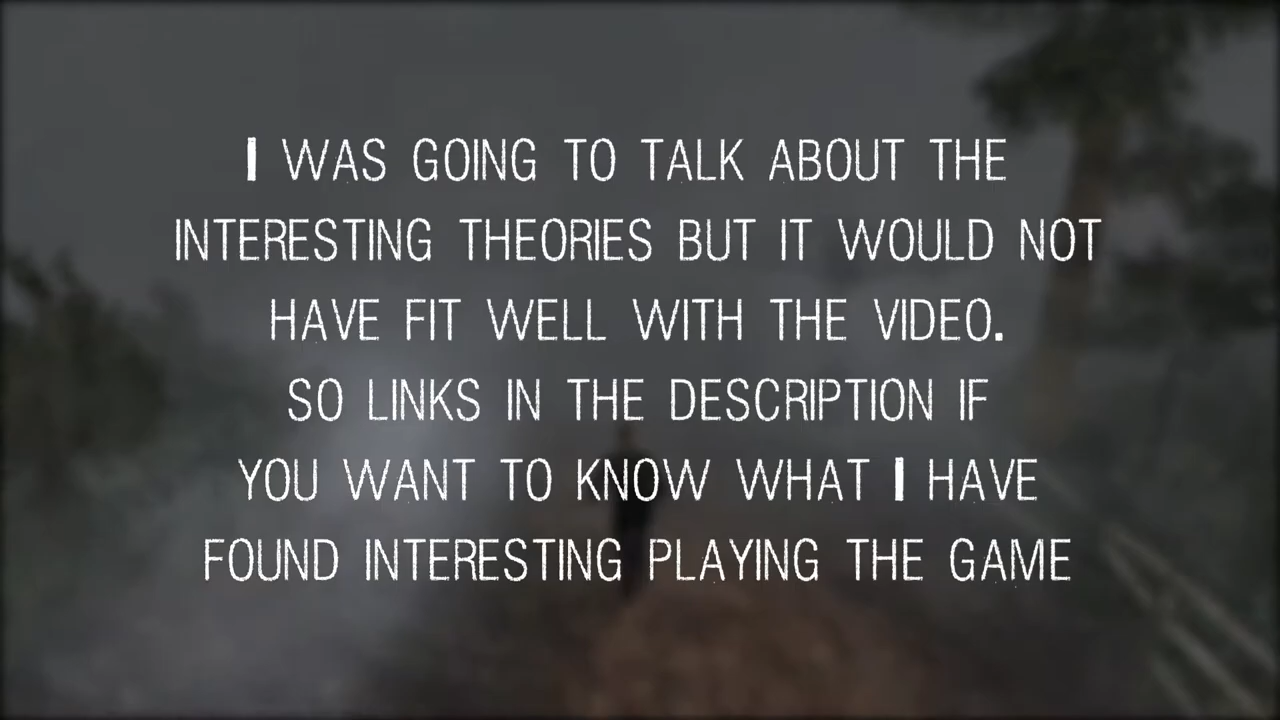 I WAS GOING TO TALK ABOUT THE
INTERESTING THEORIES BUT IT WOULD NOT
HAVE FIT WELL WITH THE VIDEO.
SO LINKS IN THE DESCRIPTION IF
YOU WANT TO KNOW WHAT I HAVE
FOUND INTERESTING PLAYING THE GAME